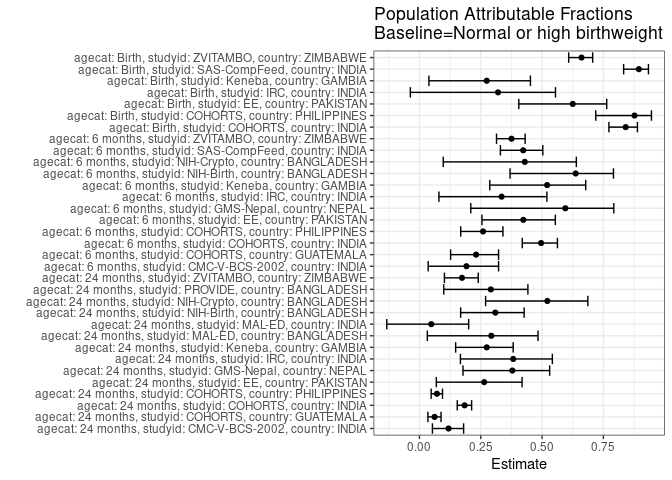 Population Attributable Fractions
Baseline=Normal or high birthweight
agecat: Birth, studyid: ZVITAMBO, country: ZIMBABWE
agecat: Birth, studyid: SAS-CompFeed, country: INDIA
agecat: Birth, studyid: Keneba, country: GAMBIA
agecat: Birth, studyid: IRC, country: INDIA
agecat: Birth, studyid: EE, country: PAKISTAN
agecat: Birth, studyid: COHORTS, country: PHILIPPINES
agecat: Birth, studyid: COHORTS, country: INDIA
agecat: 6 months, studyid: ZVITAMBO, country: ZIMBABWE
agecat: 6 months, studyid: SAS-CompFeed, country: INDIA
agecat: 6 months, studyid: NIH-Crypto, country: BANGLADESH
agecat: 6 months, studyid: NIH-Birth, country: BANGLADESH
agecat: 6 months, studyid: Keneba, country: GAMBIA
agecat: 6 months, studyid: IRC, country: INDIA
agecat: 6 months, studyid: GMS-Nepal, country: NEPAL
agecat: 6 months, studyid: EE, country: PAKISTAN
agecat: 6 months, studyid: COHORTS, country: PHILIPPINES
agecat: 6 months, studyid: COHORTS, country: INDIA
agecat: 6 months, studyid: COHORTS, country: GUATEMALA
agecat: 6 months, studyid: CMC-V-BCS-2002, country: INDIA
agecat: 24 months, studyid: ZVITAMBO, country: ZIMBABWE
agecat: 24 months, studyid: PROVIDE, country: BANGLADESH
agecat: 24 months, studyid: NIH-Crypto, country: BANGLADESH
agecat: 24 months, studyid: NIH-Birth, country: BANGLADESH
agecat: 24 months, studyid: MAL-ED, country: INDIA
agecat: 24 months, studyid: MAL-ED, country: BANGLADESH
agecat: 24 months, studyid: Keneba, country: GAMBIA
agecat: 24 months, studyid: IRC, country: INDIA
agecat: 24 months, studyid: GMS-Nepal, country: NEPAL
agecat: 24 months, studyid: EE, country: PAKISTAN
agecat: 24 months, studyid: COHORTS, country: PHILIPPINES
agecat: 24 months, studyid: COHORTS, country: INDIA
agecat: 24 months, studyid: COHORTS, country: GUATEMALA
agecat: 24 months, studyid: CMC-V-BCS-2002, country: INDIA
0.00 0.25 0.50 0.75
Estimate